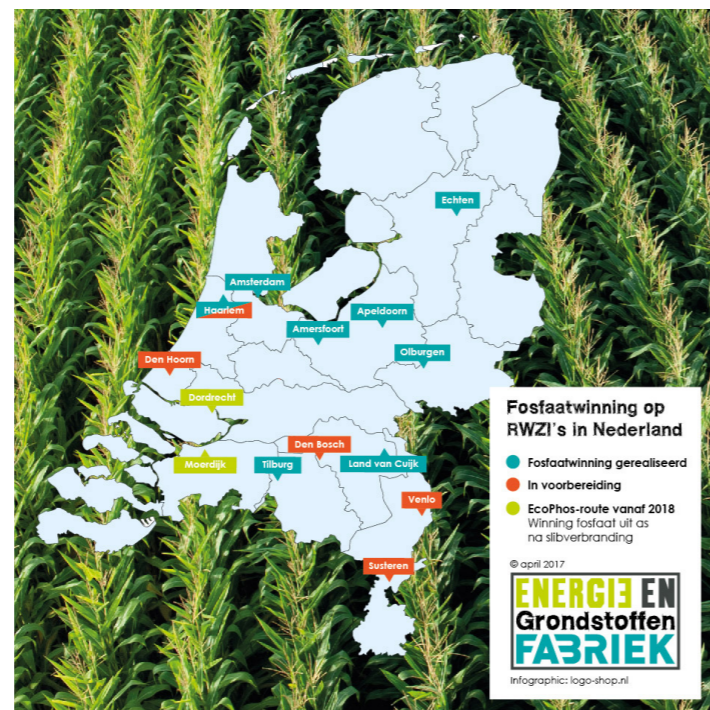 Echten
Amsterdam
Haarlem
Apeldoorn
Amersfoort
Olburgen
Den Hoorn
Dordrecht
Den Bosch
Moerdijk
Tilburg
Land van Cuijk
Venlo
Susteren
Fosfaatwinning op
RWZI's in Nederland
Fosfaatwinning gerealiseerd
In voorbereiding
EcoPhos-route vanaf 2018
Winning fosfaat uit as
na slibverbranding
© april 2017
ENERGIE EN
Grondstoffen
FABRIEK
Infographic: logo-shop.nl